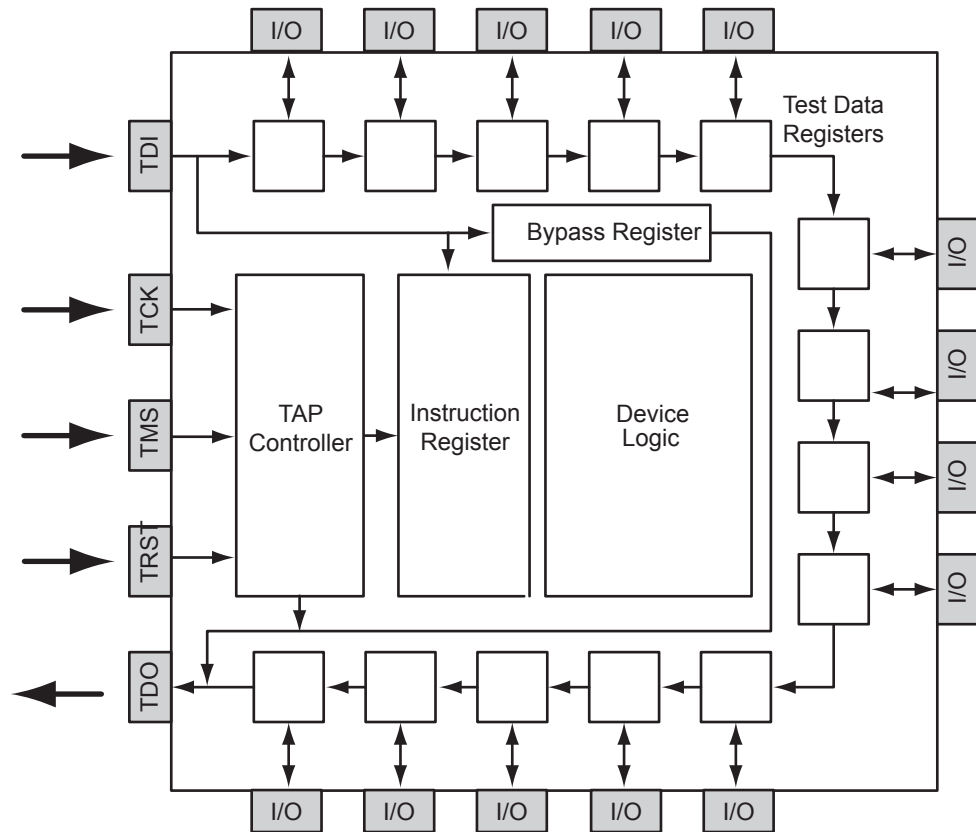 I/O
I/O
I/O
I/O
I/O
Test Data
Registers
TDI
Bypass Register
I/O
TCK
I/O
TAP
Controller
Instruction
Register
Device
Logic
TMS
I/O
TRST
I/O
TDO
I/O
I/O
I/O
I/O
I/O